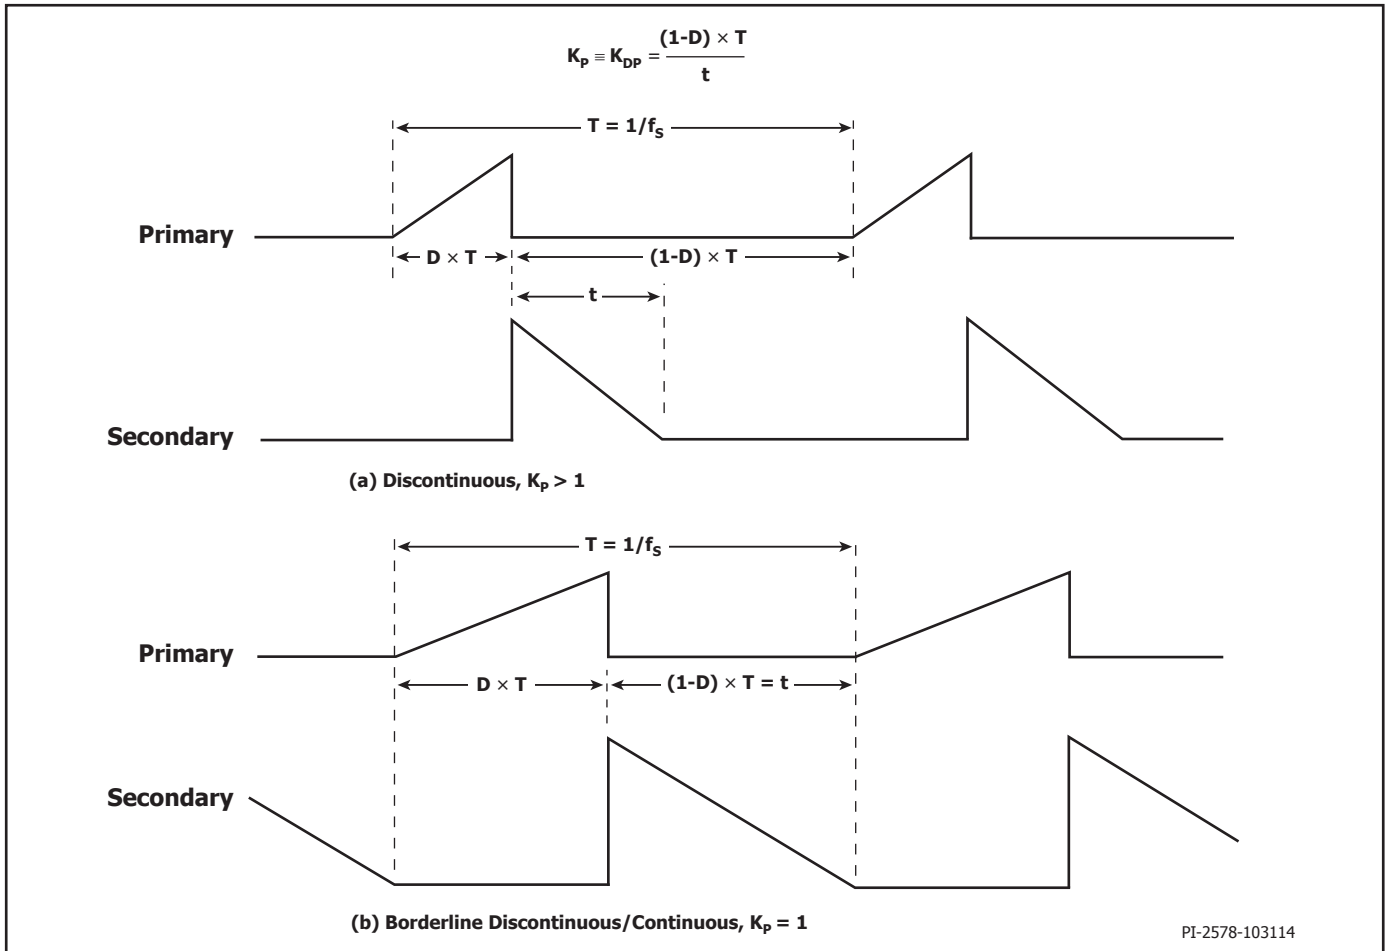 (1-D) × T
K_P ≡ K_DP = 
t
T = 1/f_S
Primary
D × T
(1-D) × T
t
Secondary
(a) Discontinuous, K_P > 1
T = 1/f_S
Primary
D × T
(1-D) × T = t
Secondary
(b) Borderline Discontinuous/Continuous, K_P = 1
PI-2578-103114